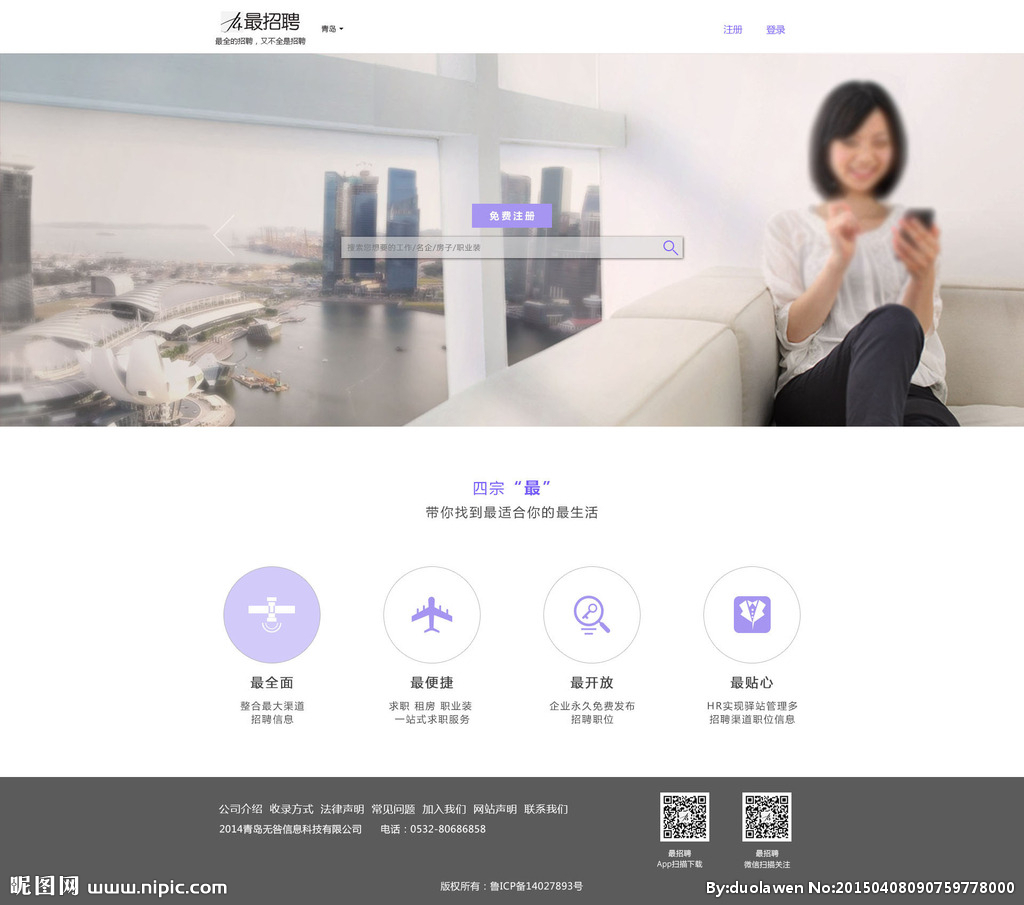 最招聘
最全的招聘，又不全是招聘
青岛
注册
登录
免费注册
搜索您想要的工作/名企/房子/职业装
四宗“最”
带你找到最适合你的最生活
最全面
整合最大渠道
招聘信息
最便捷
求职 租房 职业装
一站式求职服务
最开放
企业永久免费发布
招聘职位
最贴心
HR实现驿站管理多
招聘渠道职位信息
公司介绍 收录方式 法律声明 常见问题 加入我们 网站声明 联系我们
2014青岛无咎信息科技有限公司 电话：0532-80686858
最招聘
App扫描下载
最招聘
微信扫描关注
版权所有：鲁ICP备14027893号
昵图网 www.nipic.com
By:duolawen No:20150408090759778000